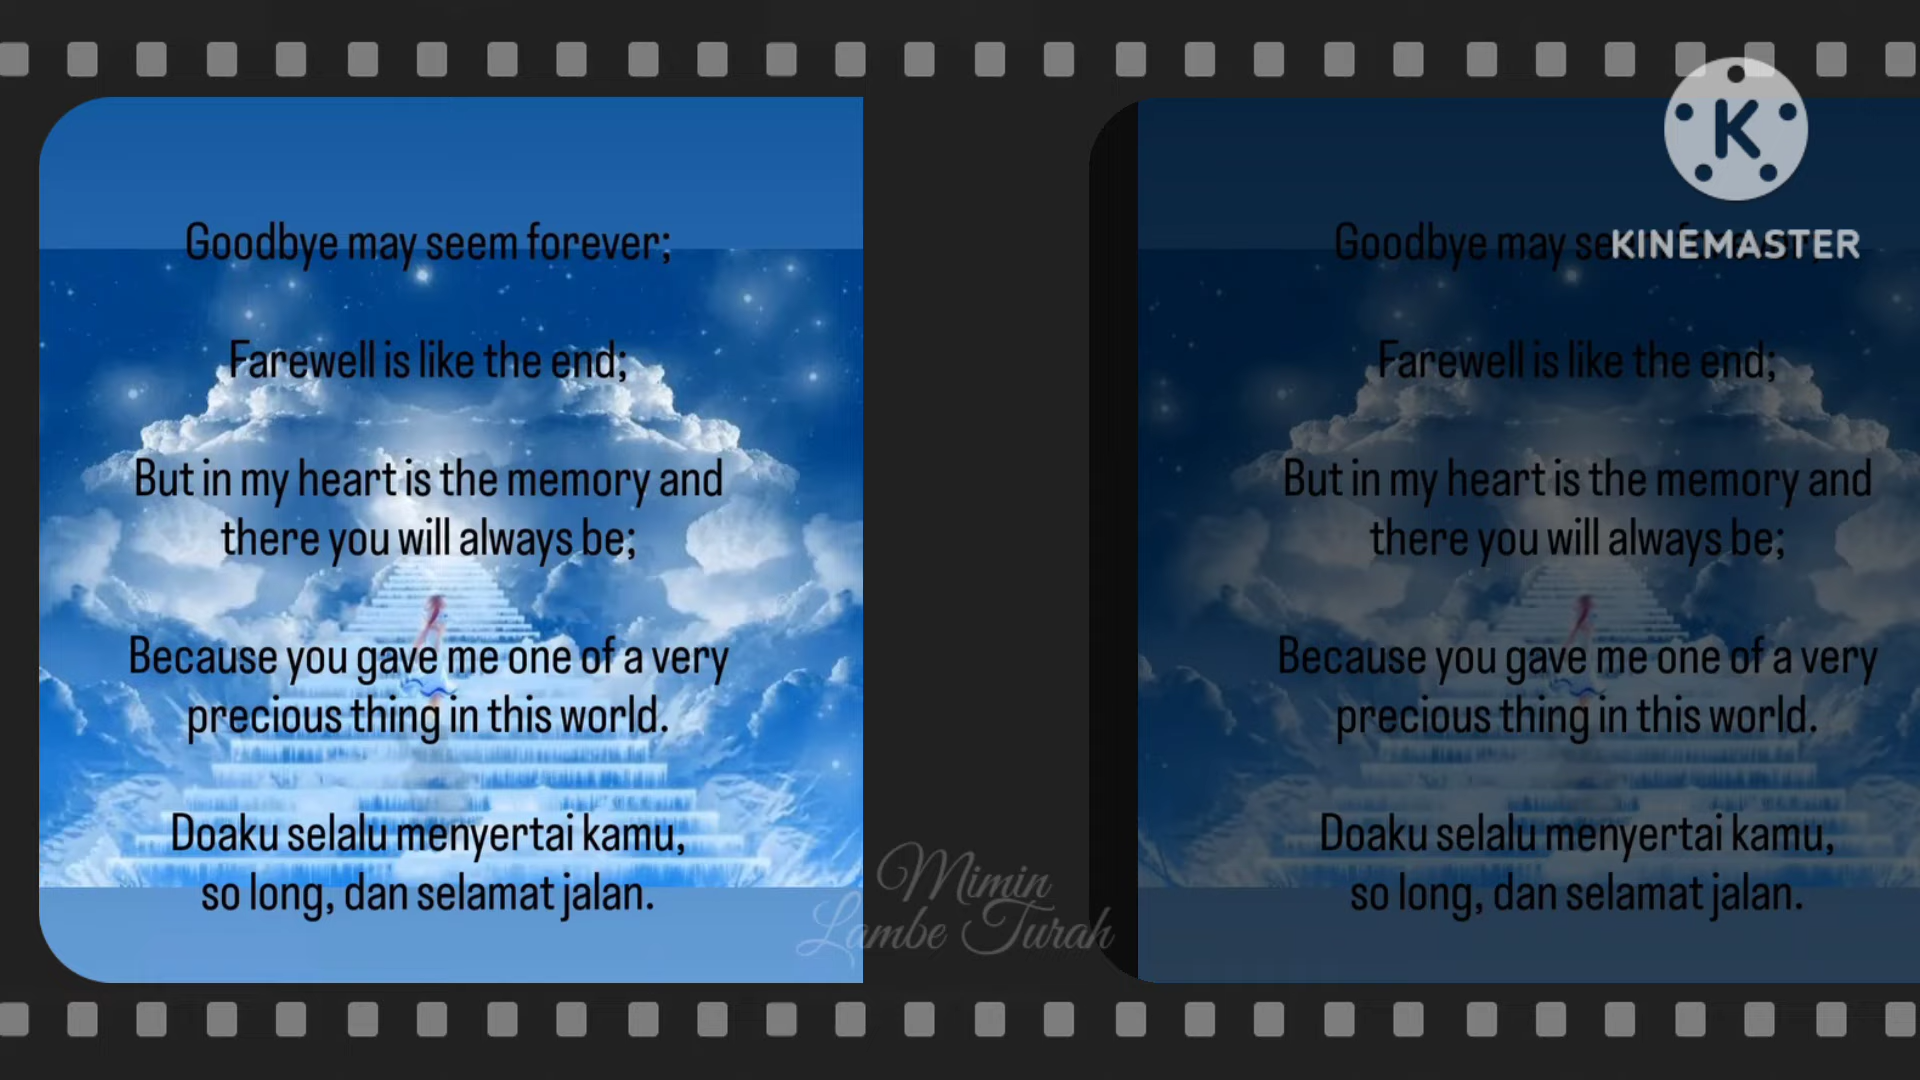 Goodbye may seem forever;
Farewell is like the end;
But in my heart is the memory and
there you will always be;
Because you gave me one of a very
precious thing in this world.
Doaku selalu menyertai kamu,
so long, dan selamat jalan.
Mimin
Lambe Turah
K
KINEMASTER
Goodbye may se
Farewell is like the end;
But in my heart is the memory and
there you will always be;
Because you gave me one of a very
precious thing in this world.
Doaku selalu menyertai kamu,
so long, dan selamat jalan.